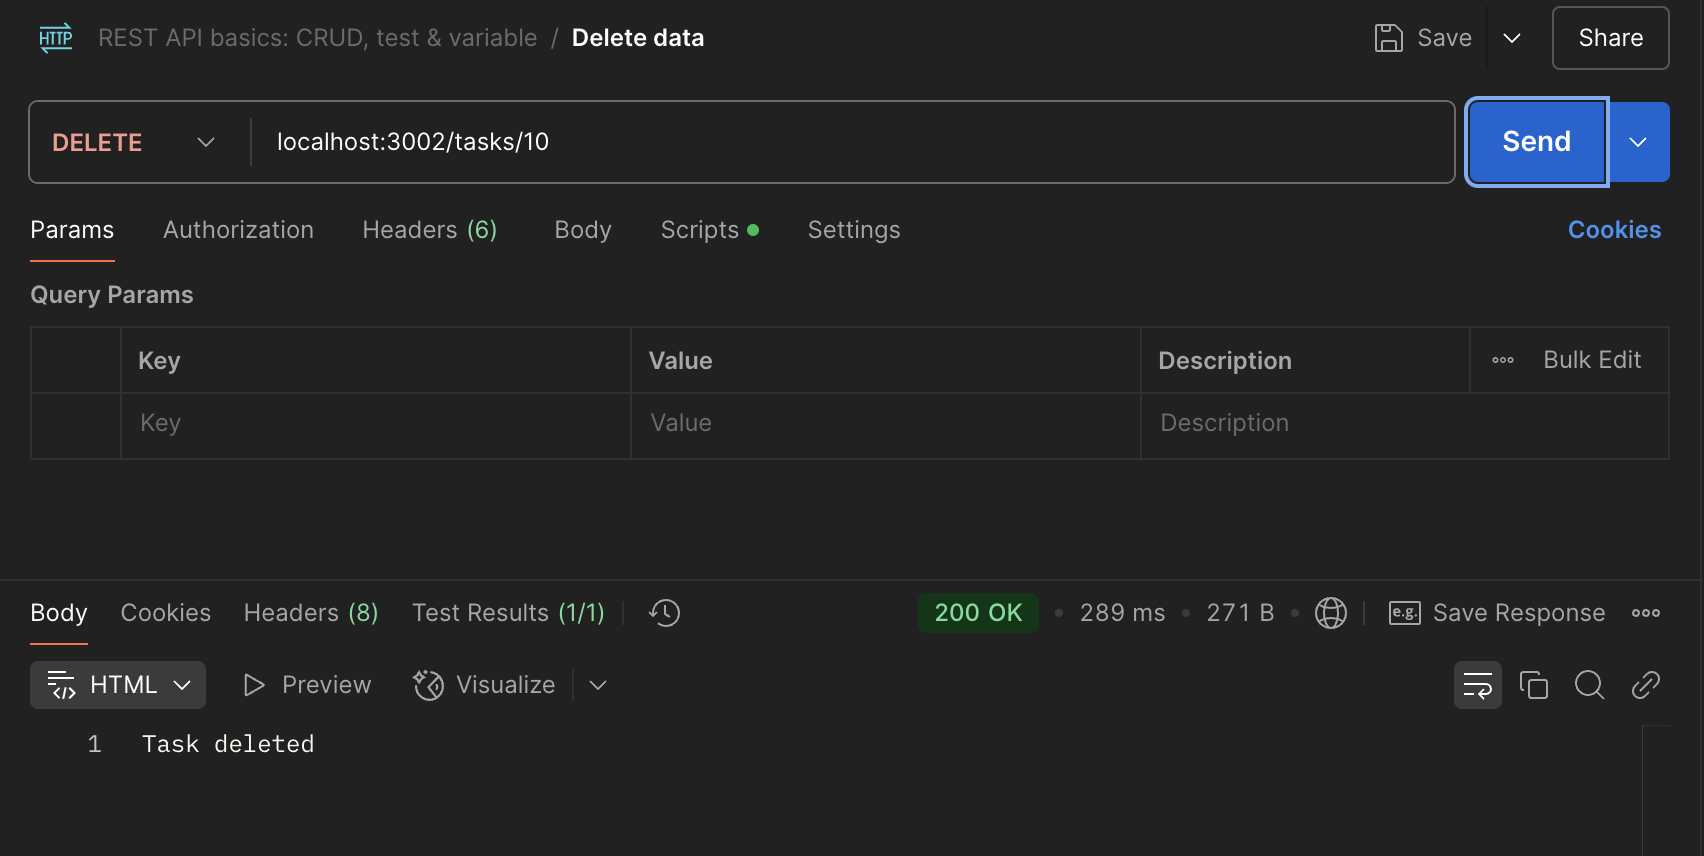 HTTP REST API basics: CRUD, test & variable / Delete data Save Share
DELETE localhost:3002/tasks/10 Send
Params Authorization Headers (6) Body Scripts Settings Cookies
Query Params
Key Value Description Bulk Edit
Key Value Description
Body Cookies Headers (8) Test Results (1/1) 200 OK • 289 ms • 271 B • e.g. Save Response
HTML Preview Visualize
1 Task deleted